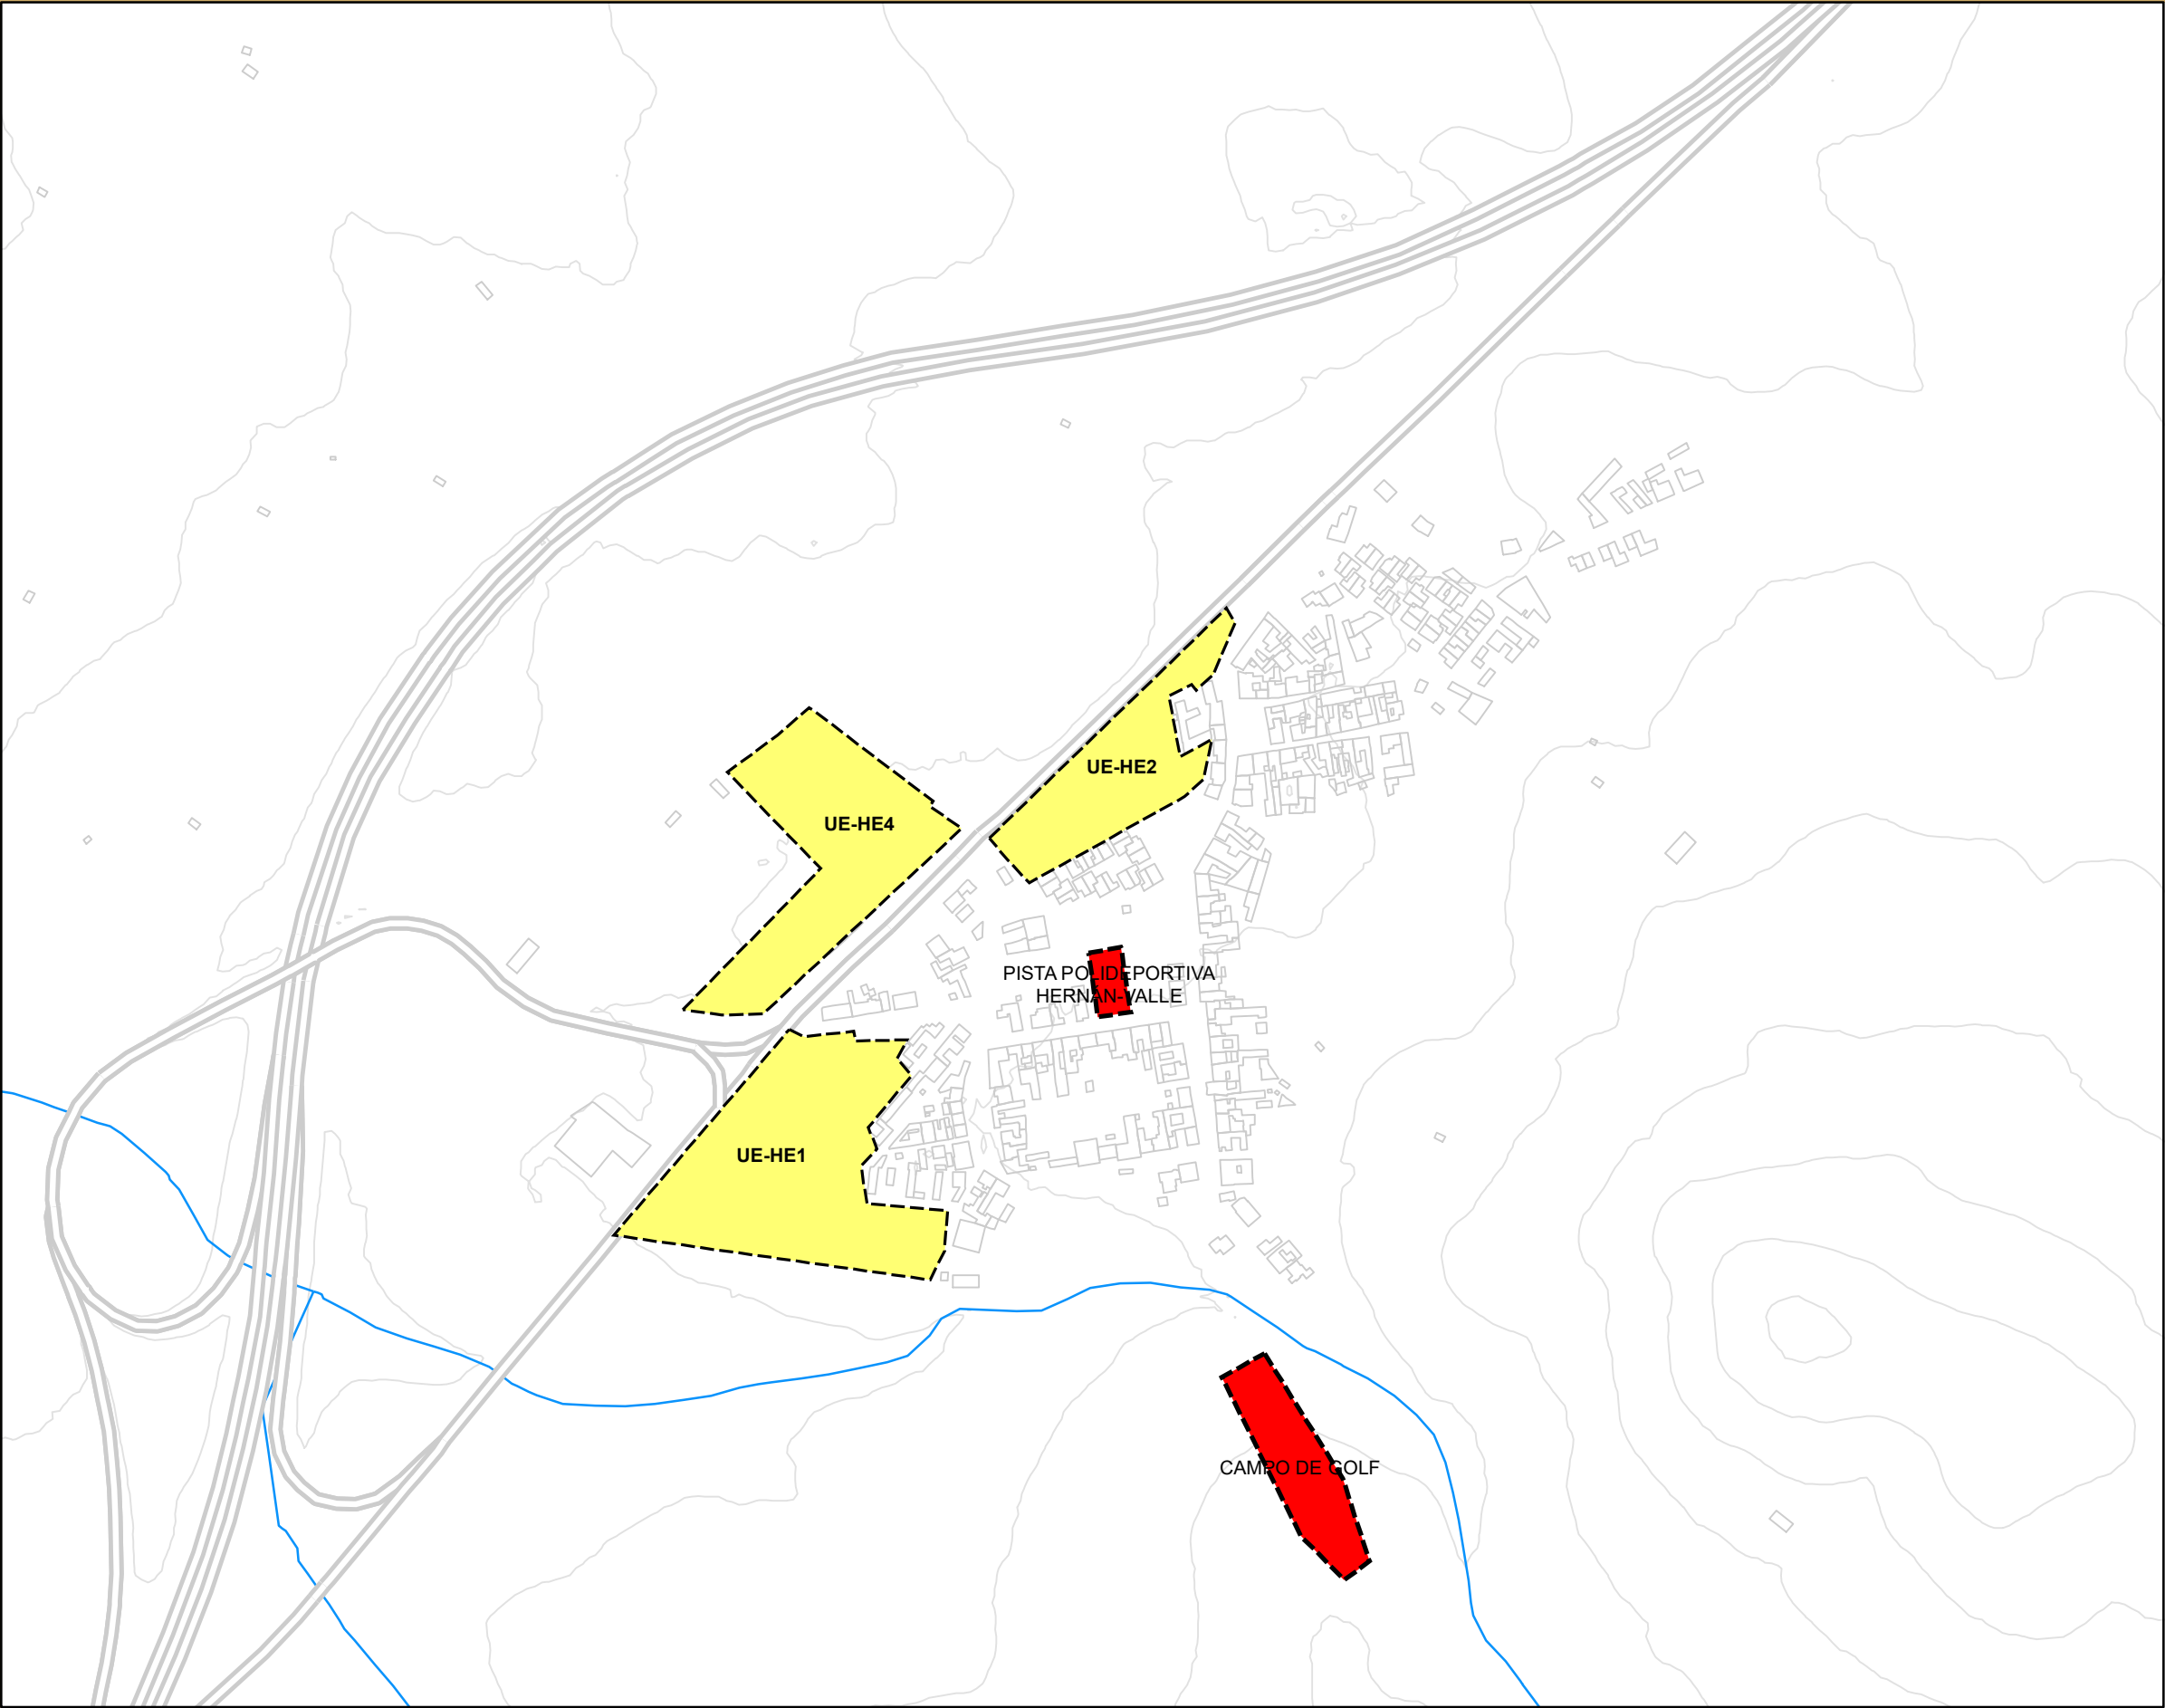 UE-HE2
UE-HE4
PISTA POLIDEPORTIVA
HERNAN-VALLE
UE-HE1
CAMPO DE GOLF